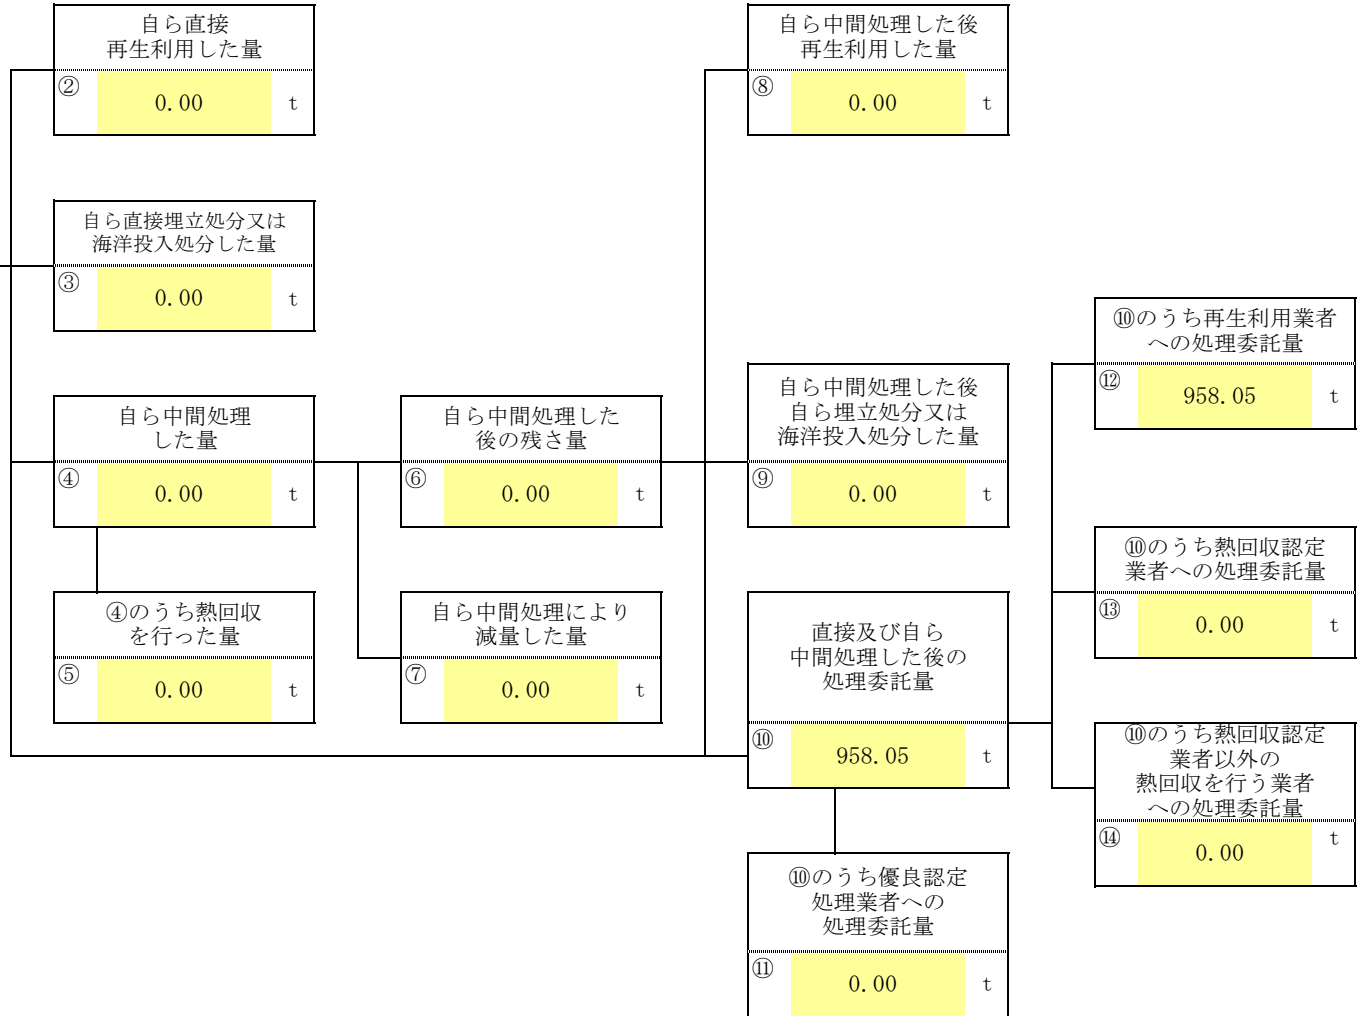 自ら直接
再生利用した量
②
0.00
t
自ら中間処理した後
再生利用した量
⑧
0.00
t
自ら直接埋立処分又は
海洋投入処分した量
③
0.00
t
⑩のうち再生利用業者
への処理委託量
⑫
958.05
t
自ら中間処理
した量
④
0.00
t
自ら中間処理した
後の残さ量
⑥
0.00
t
自ら中間処理した後
自ら埋立処分又は
海洋投入処分した量
⑨
0.00
t
⑩のうち熱回収認定
業者への処理委託量
⑬
0.00
t
④のうち熱回収
を行った量
⑤
0.00
t
自ら中間処理により
減量した量
⑦
0.00
t
直接及び自ら
中間処理した後の
処理委託量
⑩
958.05
t
⑩のうち熱回収認定
業者以外の
熱回収を行う業者
への処理委託量
⑭
0.00
t
⑩のうち優良認定
処理業者への
処理委託量
⑪
0.00
t